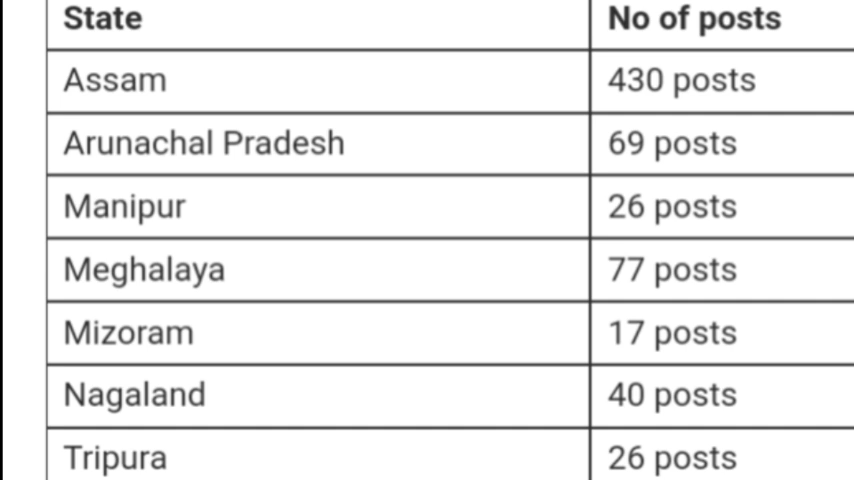 State No of posts
Assam 430 posts
Arunachal Pradesh 69 posts
Manipur 26 posts
Meghalaya 77 posts
Mizoram 17 posts
Nagaland 40 posts
Tripura 26 posts